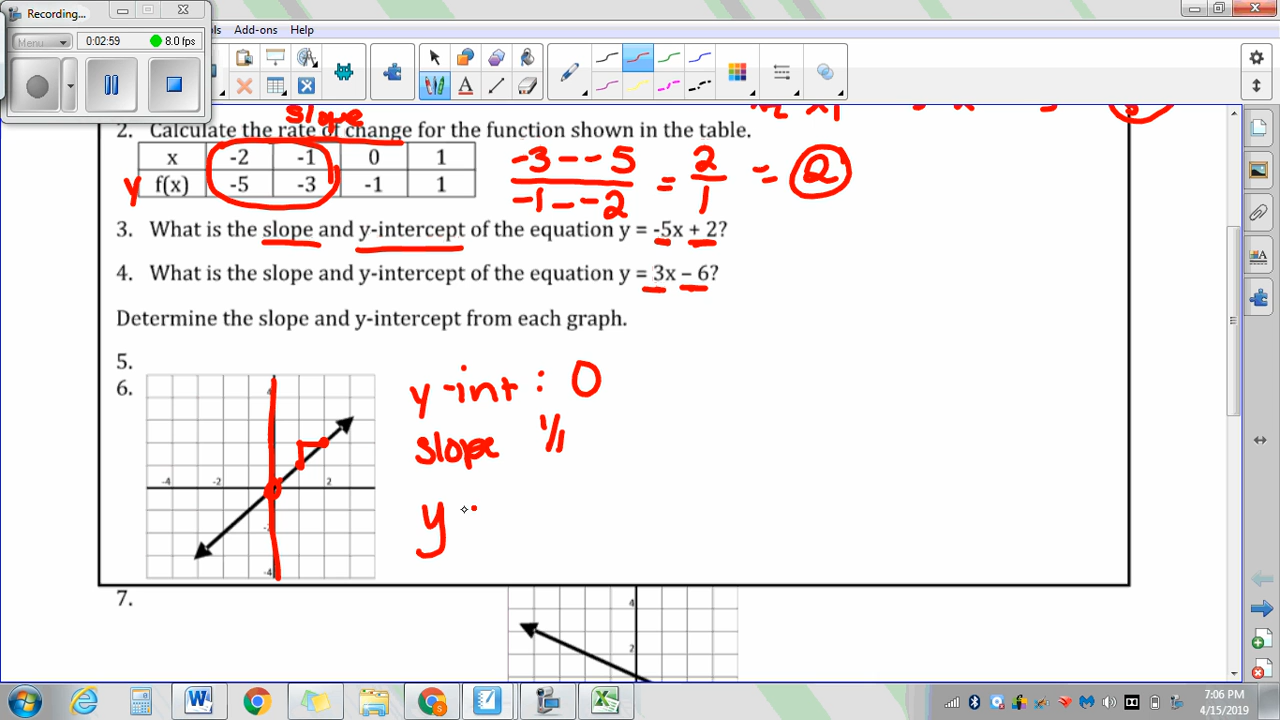 Recording...
Menu
0:02:59
8.0 fps
Add-ons Help
slope
2. Calculate the rate of change for the function shown in the table.
x -2 -1 0 1
y f(x) -5 -3 -1 1
-3 - -5
-1 - -2
= 2/1 = 2
3. What is the slope and y-intercept of the equation y = -5x + 2?
4. What is the slope and y-intercept of the equation y = 3x – 6?
Determine the slope and y-intercept from each graph.
5.
6.
4
-4 -2 2
-4
y-int : 0
slope 1/1
y
7.
4
2
7:06 PM
4/15/2019